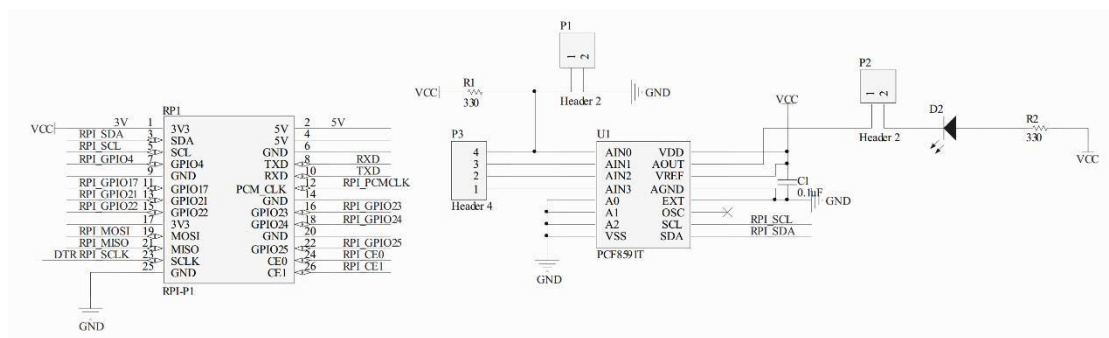 P1
1 2
Header 2
VCC R1 330 GND
P2
1 2
Header 2
D2
R2 330
VCC
VCC
RP1
VCC 3V 1 3V3 5V 2 5V
RPI_SDA 3 SDA 5V 4
RPI_SCL 5 SCL GND 6
RPI_GPIO4 7 GPIO4 TXD 8 RXD
9 GND RXD 10 TXD
RPI_GPIO17 11 GPIO17 PCM_CLK 12 RPI_PCMCLK
RPI_GPIO21 13 GPIO21 GND 14
RPI_GPIO22 15 GPIO22 GPIO23 16 RPI_GPIO23
17 3V3 GPIO24 18 RPI_GPIO24
RPI_MOSI 19 MOSI GND 20
RPI_MISO 21 MISO GPIO25 22 RPI_GPIO25
DTR RPI_SCLK 23 SCLK CE0 24 RPI_CE0
25 GND CE1 26 RPI_CE1
RPI-P1
GND
P3
4
3
2
1
Header 4
U1
AIN0 VDD
AIN1 AOUT
AIN2 VREF
AIN3 AGND
A0 EXT
A1 OSC
A2 SCL RPI_SCL
VSS SDA RPI_SDA
PCF8591T
C1
0.1uF
GND
GND